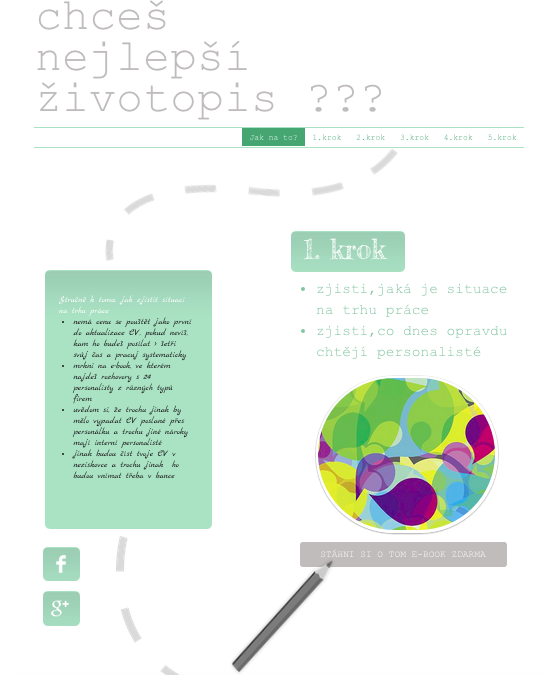 chceš
nejlepší
životopis ???
Jak na to? 1.krok 2.krok 3.krok 4.krok 5.krok
1. krok
• zjisti,jaká je situace
na trhu práce
• zjisti,co dnes opravdu
chtějí personalisté
Stručně k tomu, jak zjistit situaci
na trhu práce
• nemá cenu se pouštět jako první
do aktualizace CV, pokud nevíš,
kam ho budeš posílat > šetři
svůj čas a pracuj systematicky
• mrkni na e-book, ve kterém
najdeš rozhovory s 24
personalisty z různých typů
firem
• uvědom si, že trochu jinak by
mělo vypadat CV poslané přes
personálku a trochu jiné nároky
mají interní personalisté
• jinak budou číst tvoje CV v
neziskovce a trochu jinak ho
budou vnímat třeba v bance
STÁHNI SI O TOM E-BOOK ZDARMA
f
g+